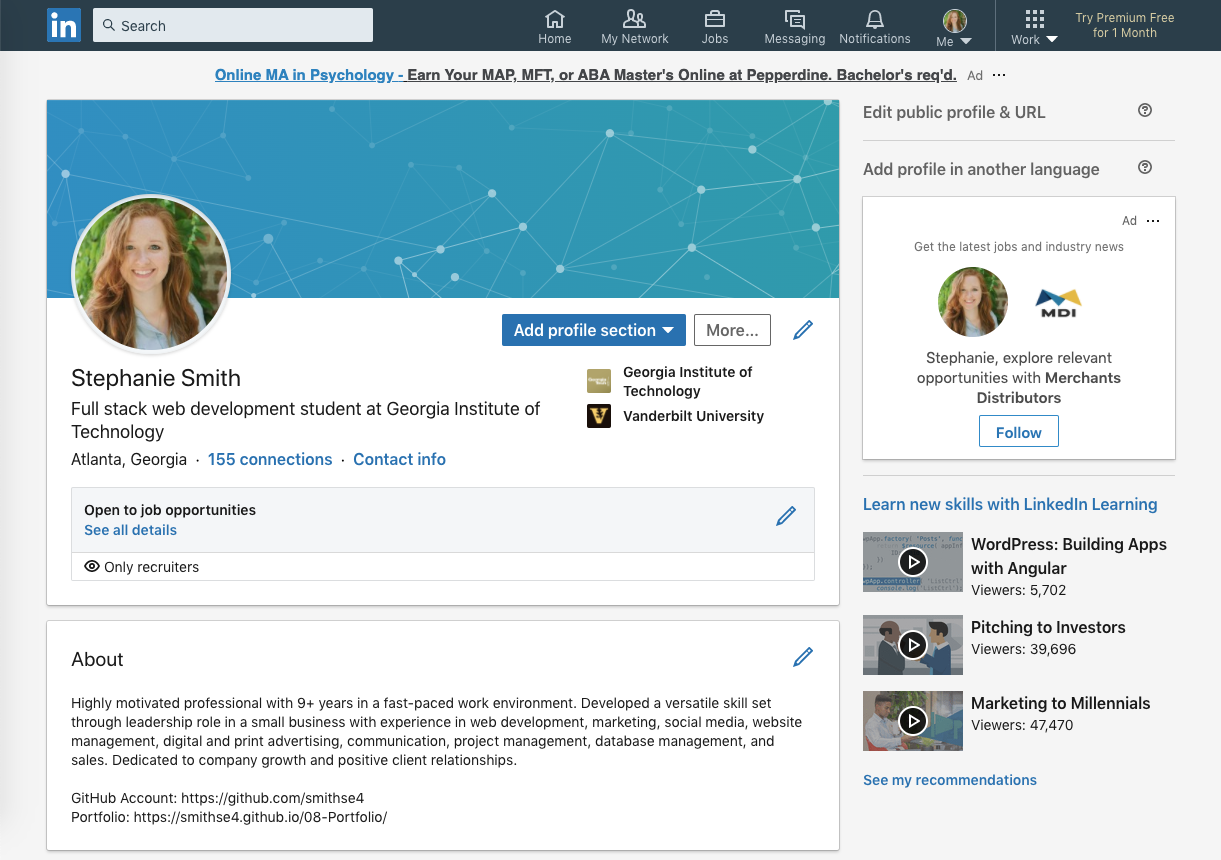 in
Search
Home
My Network
Jobs
Messaging
Notifications
Me
Work
Try Premium Free
for 1 Month
Online MA in Psychology - Earn Your MAP, MFT, or ABA Master's Online at Pepperdine. Bachelor's req'd. Ad ...
Add profile section
More...
Stephanie Smith
Full stack web development student at Georgia Institute of
Technology
Atlanta, Georgia · 155 connections · Contact info
Georgia Institute of
Technology
Vanderbilt University
Open to job opportunities
See all details
Only recruiters
About
Highly motivated professional with 9+ years in a fast-paced work environment. Developed a versatile skill set
through leadership role in a small business with experience in web development, marketing, social media, website
management, digital and print advertising, communication, project management, database management, and
sales. Dedicated to company growth and positive client relationships.
GitHub Account: https://github.com/smithse4
Portfolio: https://smithse4.github.io/08-Portfolio/
Edit public profile & URL
?
Add profile in another language
?
Ad ...
Get the latest jobs and industry news
MDI
Stephanie, explore relevant
opportunities with Merchants
Distributors
Follow
Learn new skills with LinkedIn Learning
WordPress: Building Apps
with Angular
Viewers: 5,702
Pitching to Investors
Viewers: 39,696
Marketing to Millennials
Viewers: 47,470
See my recommendations